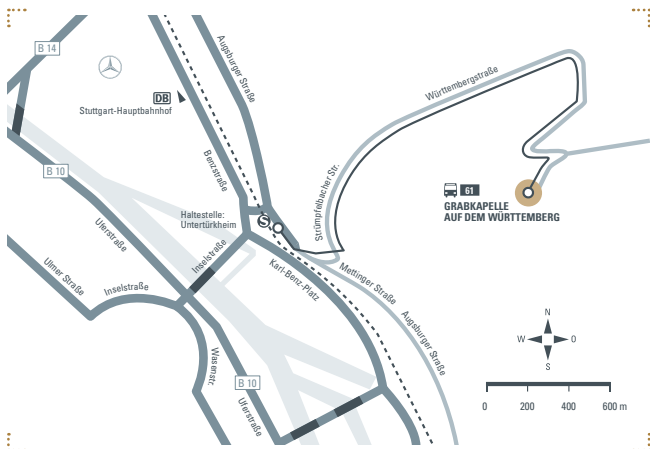 B 14
Augsburger Straße
DB
Stuttgart-Hauptbahnhof
Württembergstraße
B 10
Benzstraße
Strümpfelbacher Str.
61
GRABKAPELLE
AUF DEM WÜRTTEMBERG
Haltestelle:
Untertürkheim
S
Uferstraße
Inselstraße
Karl-Benz-Platz
Mettinger Straße
Augsburger Straße
Ulmer Straße
Inselstraße
Wasenstr.
B 10
Uferstraße
N
W
O
S
0 200 400 600 m